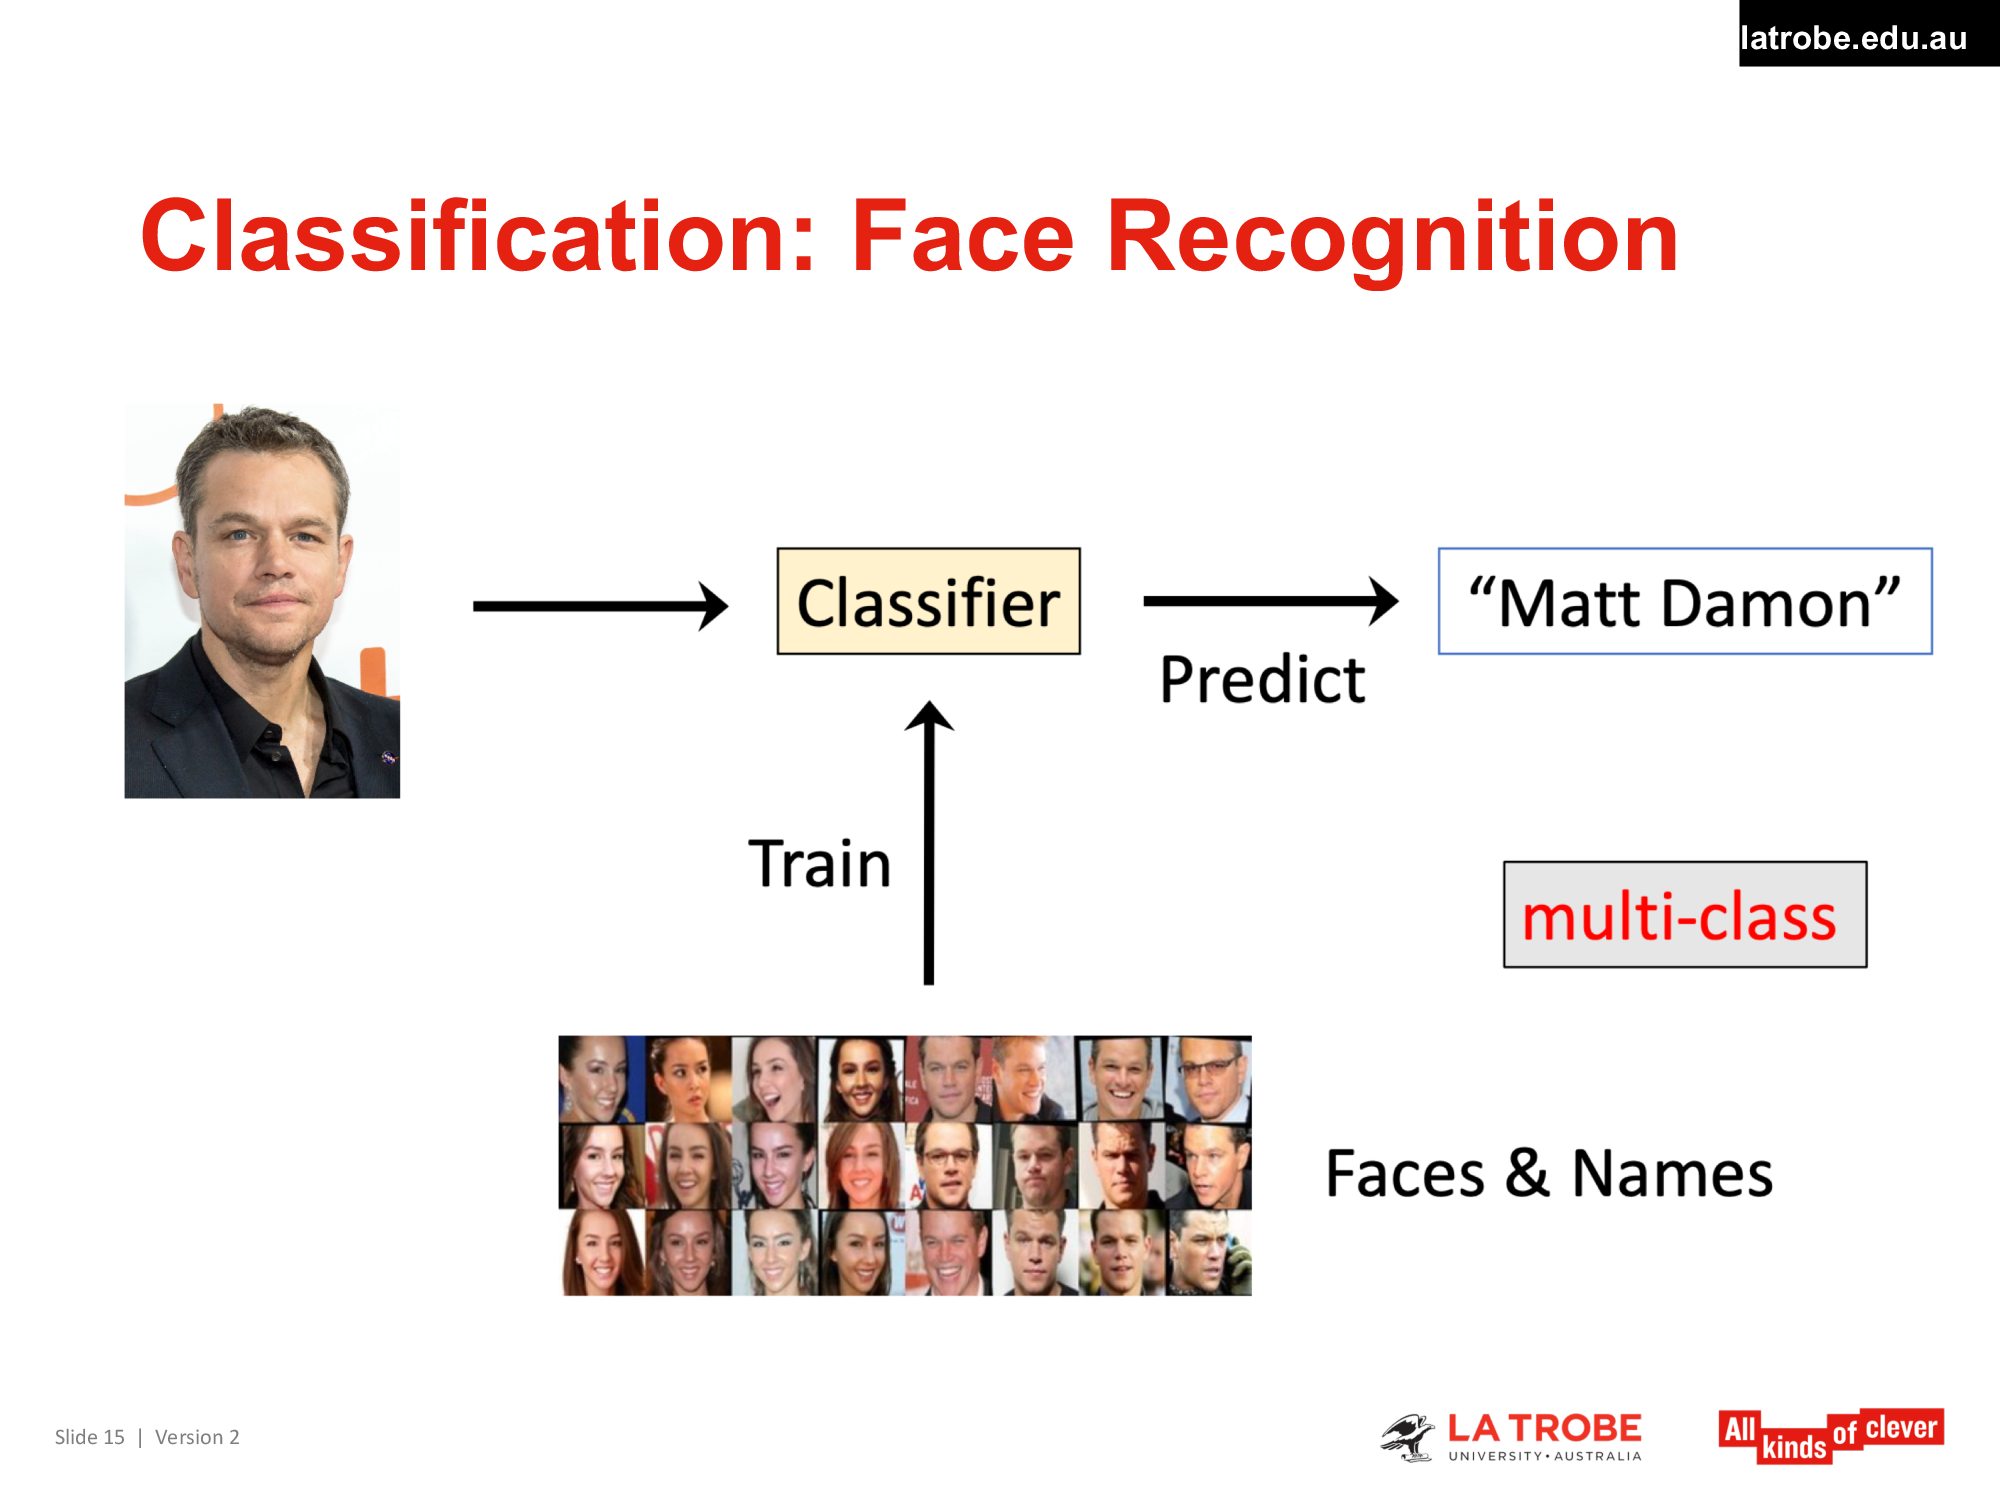 latrobe.edu.au
Classification: Face Recognition
Classifier
“Matt Damon”
Predict
Train
multi-class
Faces & Names
Slide 15 | Version 2
LA TROBE
UNIVERSITY • AUSTRALIA
All kinds of clever